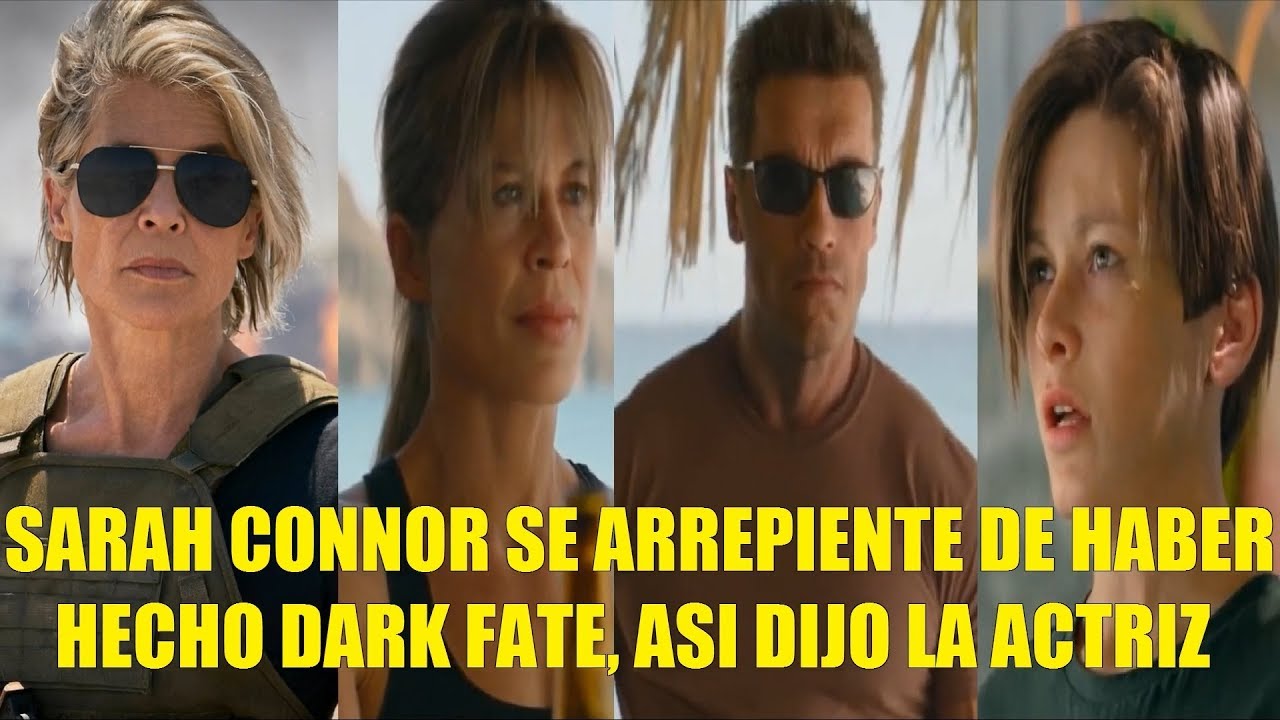 SARAH CONNOR SE ARREPIENTE DE HABER
HECHO DARK FATE, ASI DIJO LA ACTRIZ